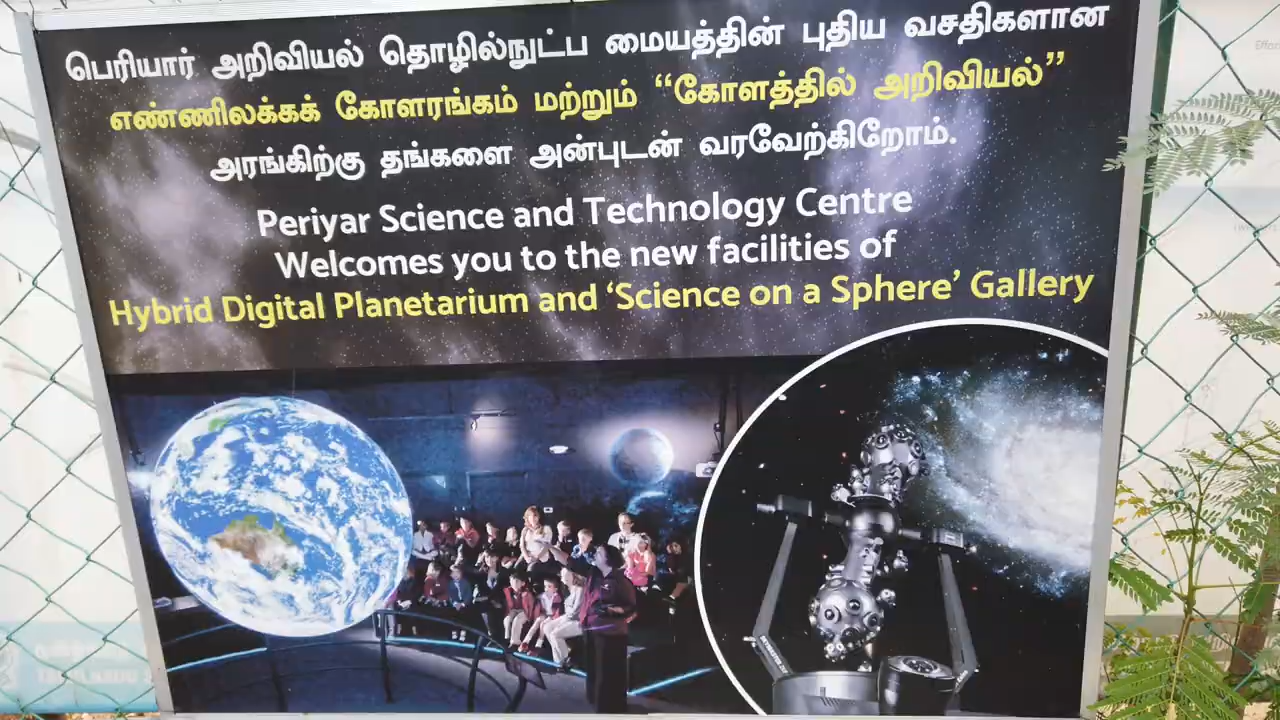 பெரியார் அறிவியல் தொழில்நுட்ப மையத்தின் புதிய வசதிகளான
எண்ணிலக்கக் கோளரங்கம் மற்றும் “கோளத்தில் அறிவியல்”
அரங்கிற்கு தங்களை அன்புடன் வரவேற்கிறோம்.
Periyar Science and Technology Centre
Welcomes you to the new facilities of
Hybrid Digital Planetarium and ‘Science on a Sphere’ Gallery